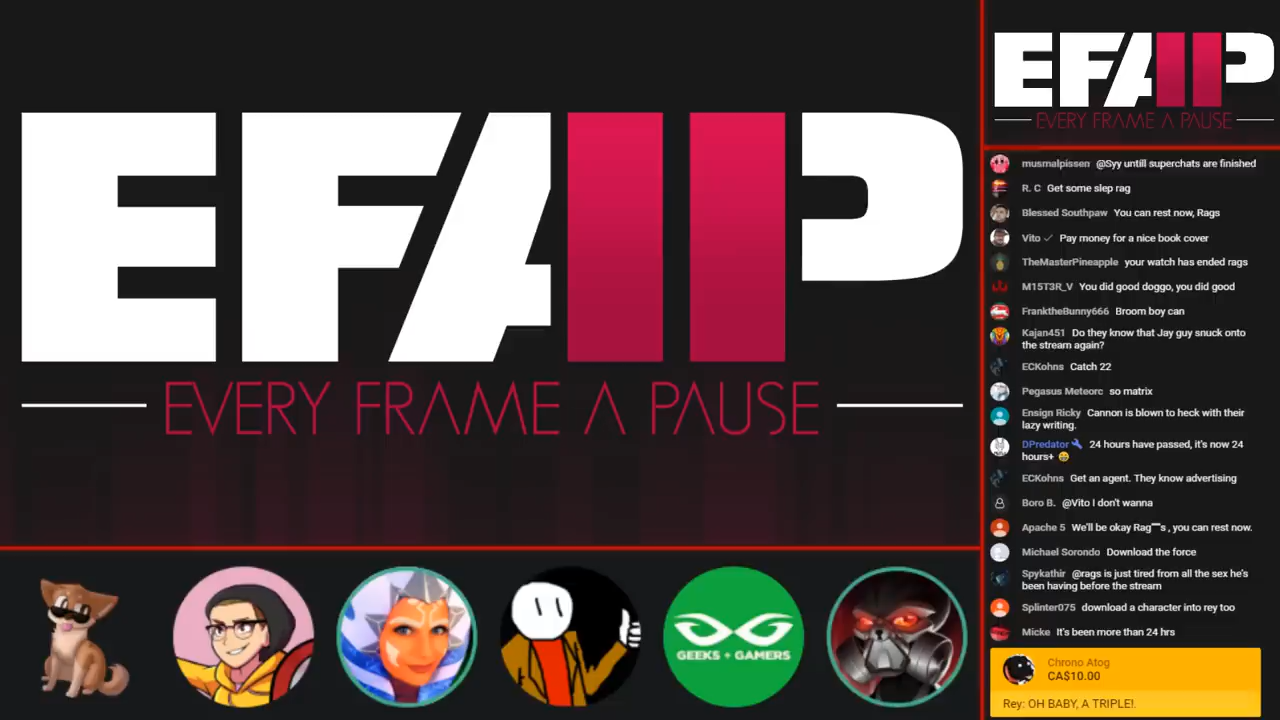 EFAP
EVERY FRAME A PAUSE
GEEKS + GAMERS
EFAP
EVERY FRAME A PAUSE
musmalpissen @Syy untill superchats are finished
R. C Get some slep rag
Blessed Southpaw You can rest now, Rags
Vito ✓ Pay money for a nice book cover
TheMasterPineapple your watch has ended rags
M15T3R_V You did good doggo, you did good
FranktheBunny666 Broom boy can
Kajan451 Do they know that Jay guy snuck onto
the stream again?
ECKohns Catch 22
Pegasus Meteorc so matrix
Ensign Ricky Cannon is blown to heck with their
lazy writing.
DPredator 24 hours have passed, it's now 24
hours+ 😄
ECKohns Get an agent. They know advertising
Boro B. @Vito I don't wanna
Apache 5 We'll be okay Rag""s , you can rest now.
Michael Sorondo Download the force
Spykathir @rags is just tired from all the sex he's
been having before the stream
Splinter075 download a character into rey too
Micke It's been more than 24 hrs
Chrono Atog
CA$10.00
Rey: OH BABY, A TRIPLE!.